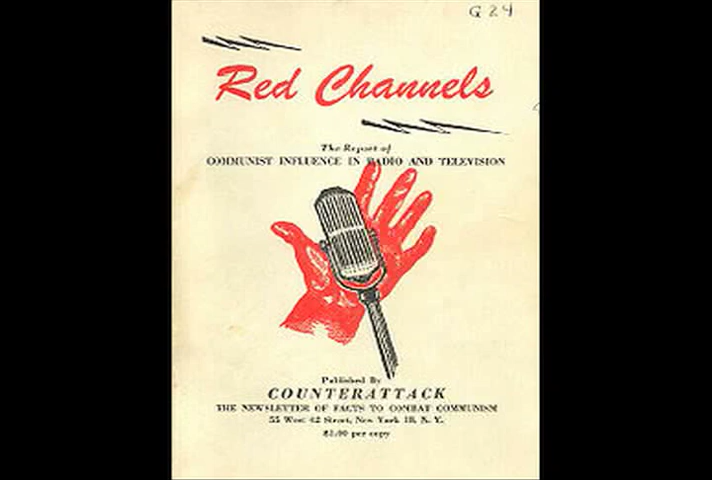 G 24
Red Channels
The Report of
COMMUNIST INFLUENCE IN RADIO AND TELEVISION
Published By
COUNTERATTACK
THE NEWSLETTER OF FACTS TO COMBAT COMMUNISM
55 West 42 Street, New York 18, N. Y.
$1.00 per copy